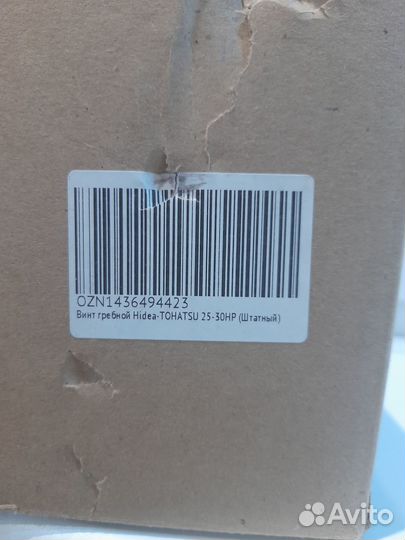 OZN1436494423
Винт гребной Hidea-TOHATSU 25-30HP (Штатный)
Avito